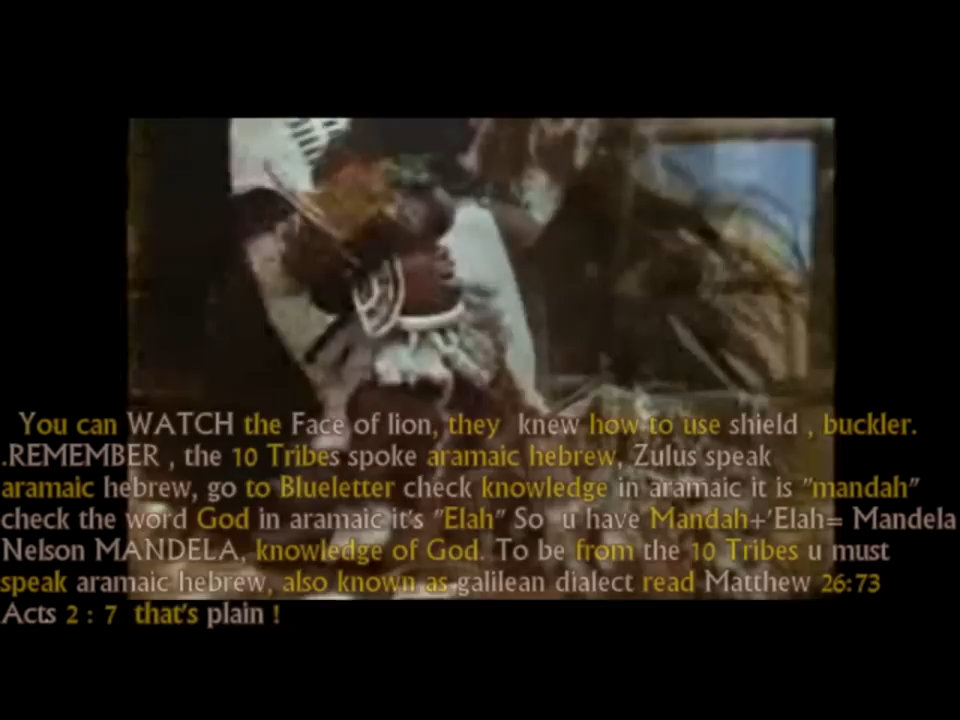 You can WATCH the Face of lion, they knew how to use shield , buckler.
.REMEMBER , the 10 Tribes spoke aramaic hebrew, Zulus speak
aramaic hebrew, go to Blueletter check knowledge in aramaic it is "mandah"
check the word God in aramaic it's "Elah" So u have Mandah+'Elah= Mandela
Nelson MANDELA, knowledge of God. To be from the 10 Tribes u must
speak aramaic hebrew, also known as galilean dialect read Matthew 26:73
Acts 2 : 7 that's plain !